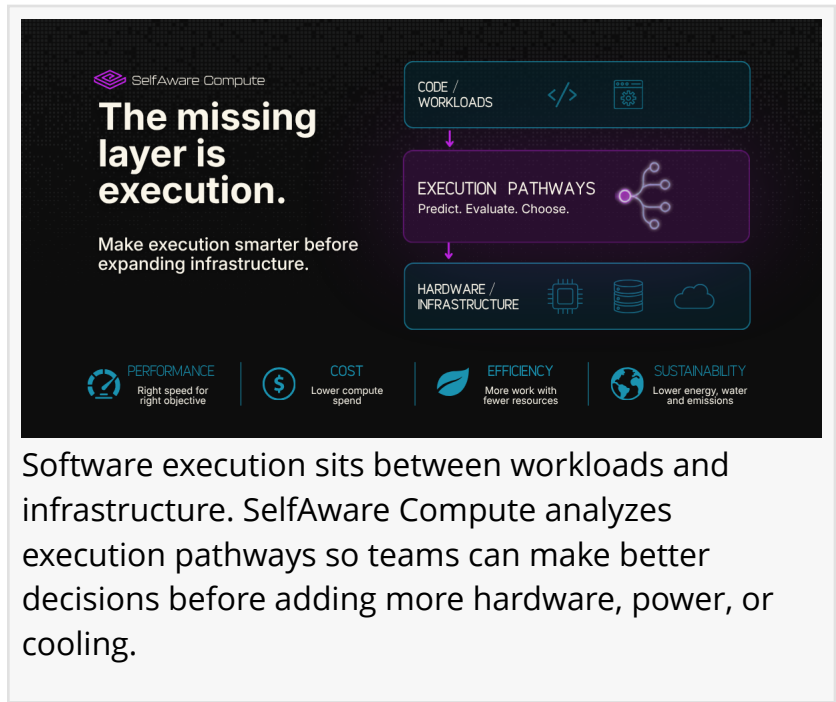 SelfAware Compute
The missing
layer is
execution.
Make execution smarter before
expanding infrastructure.
CODE /
WORKLOADS
</>
EXECUTION PATHWAYS
Predict. Evaluate. Choose.
HARDWARE /
INFRASTRUCTURE
PERFORMANCE
Right speed for
right objective
$
COST
Lower compute
spend
EFFICIENCY
More work with
fewer resources
SUSTAINABILITY
Lower energy, water
and emissions
Software execution sits between workloads and
infrastructure. SelfAware Compute analyzes
execution pathways so teams can make better
decisions before adding more hardware, power, or
cooling.